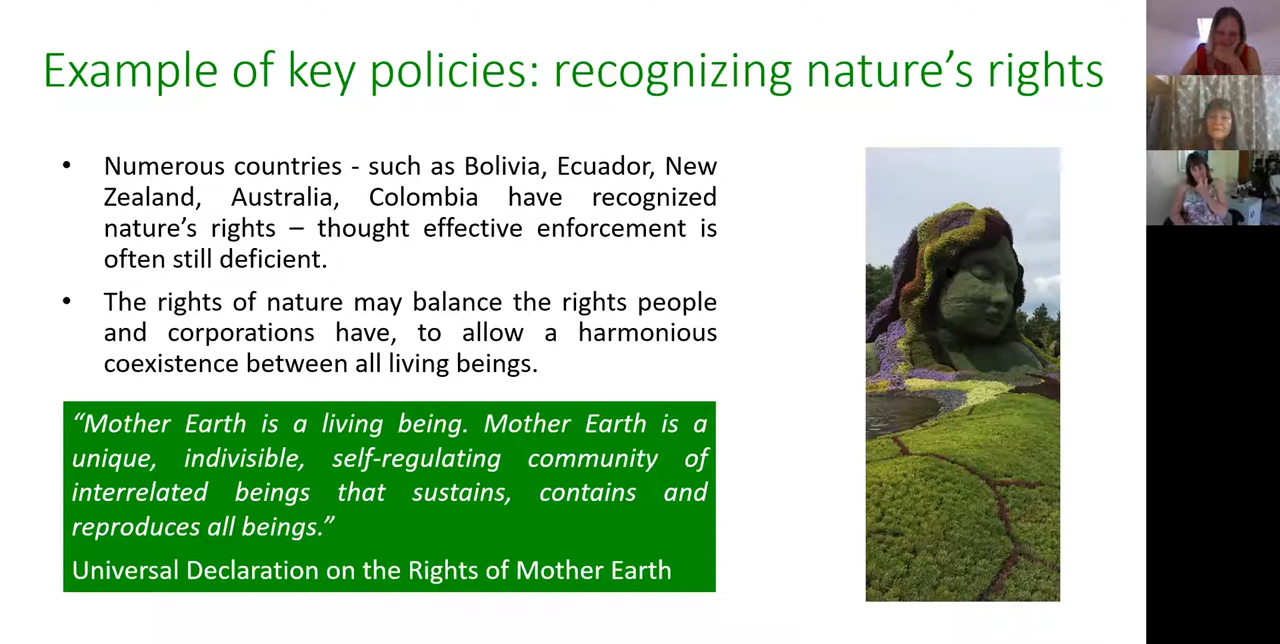 Example of key policies: recognizing nature’s rights
• Numerous countries - such as Bolivia, Ecuador, New
Zealand, Australia, Colombia have recognized
nature’s rights – thought effective enforcement is
often still deficient.
• The rights of nature may balance the rights people
and corporations have, to allow a harmonious
coexistence between all living beings.
“Mother Earth is a living being. Mother Earth is a
unique, indivisible, self-regulating community of
interrelated beings that sustains, contains and
reproduces all beings.”
Universal Declaration on the Rights of Mother Earth